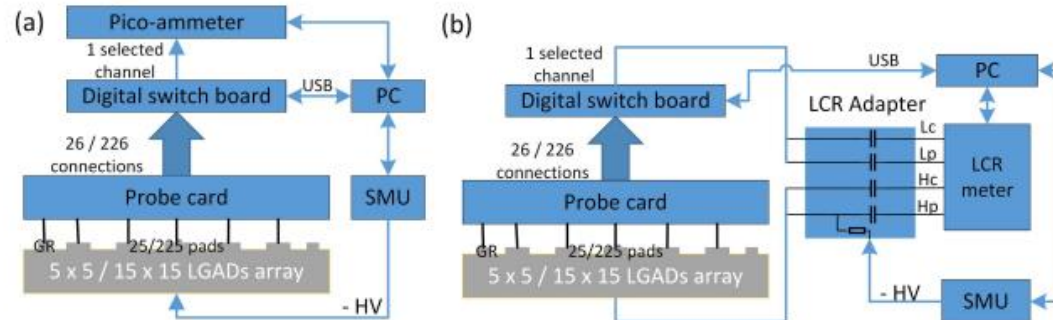 (a)
Pico-ammeter
1 selected
channel
Digital switch board
USB
PC
26 / 226
connections
Probe card
SMU
GR
25/225 pads
5 x 5 / 15 x 15 LGADs array
- HV
(b)
1 selected
channel
USB
PC
Digital switch board
LCR Adapter
26 / 226
connections
Lc
Lp
Hc
Hp
LCR
meter
Probe card
GR
25/225 pads
5 x 5 / 15 x 15 LGADs array
- HV
SMU